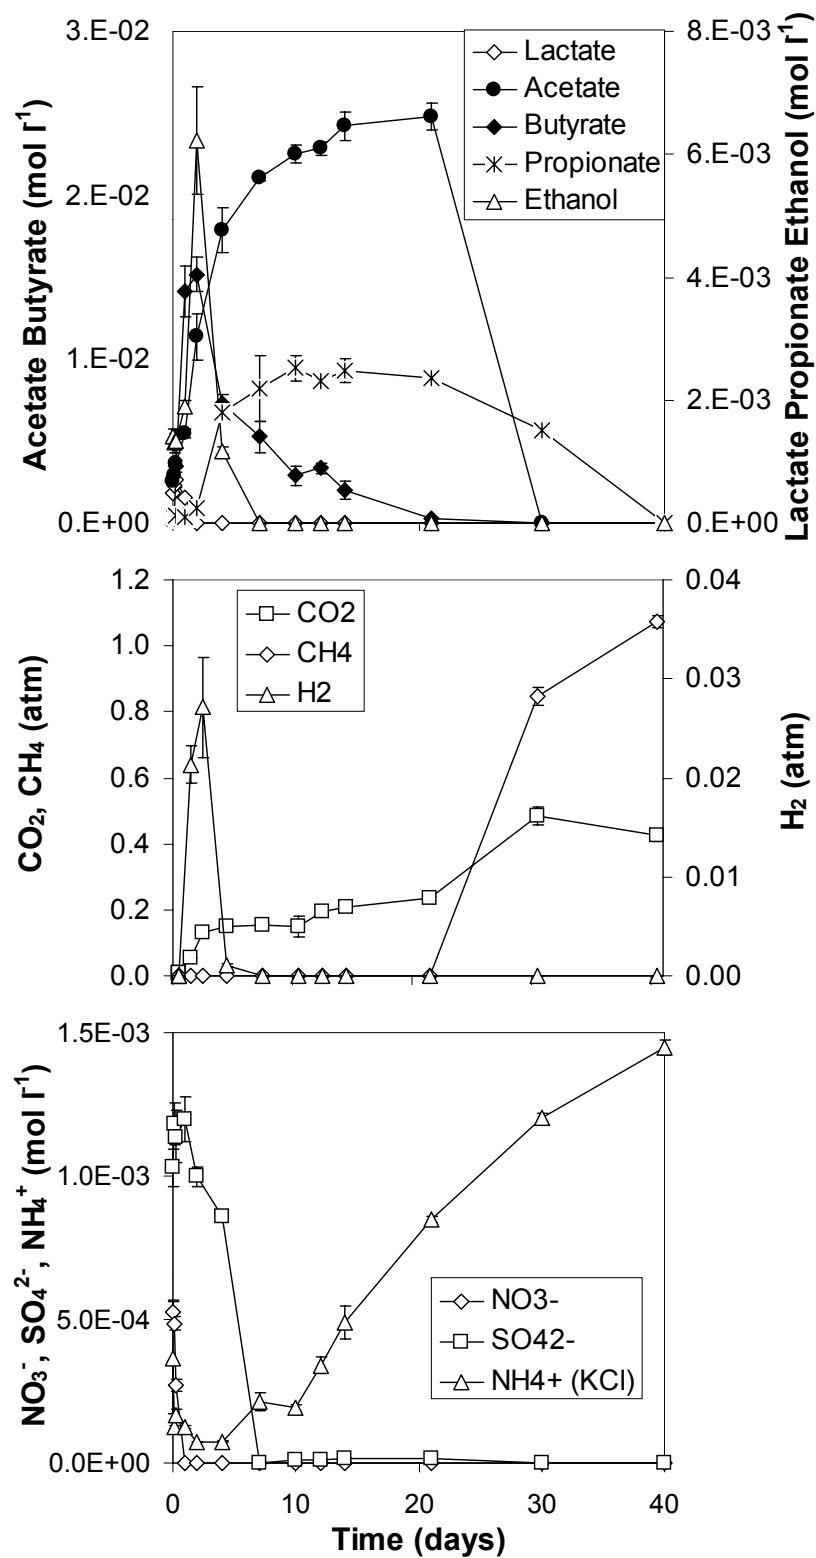 3.E-02
2.E-02
1.E-02
0.E+00
Acetate Butyrate (mol l-1)
Lactate
Acetate
Butyrate
Propionate
Ethanol
8.E-03
6.E-03
4.E-03
2.E-03
0.E+00
Lactate Propionate Ethanol (mol l-1)
1.2
1.0
0.8
0.6
0.4
0.2
0.0
CO2, CH4 (atm)
CO2
CH4
H2
0.04
0.03
0.02
0.01
0.00
H2 (atm)
1.5E-03
1.0E-03
5.0E-04
0.0E+00
NO3-, SO42-, NH4+ (mol l-1)
NO3-
SO42-
NH4+ (KCl)
0 10 20 30 40
Time (days)